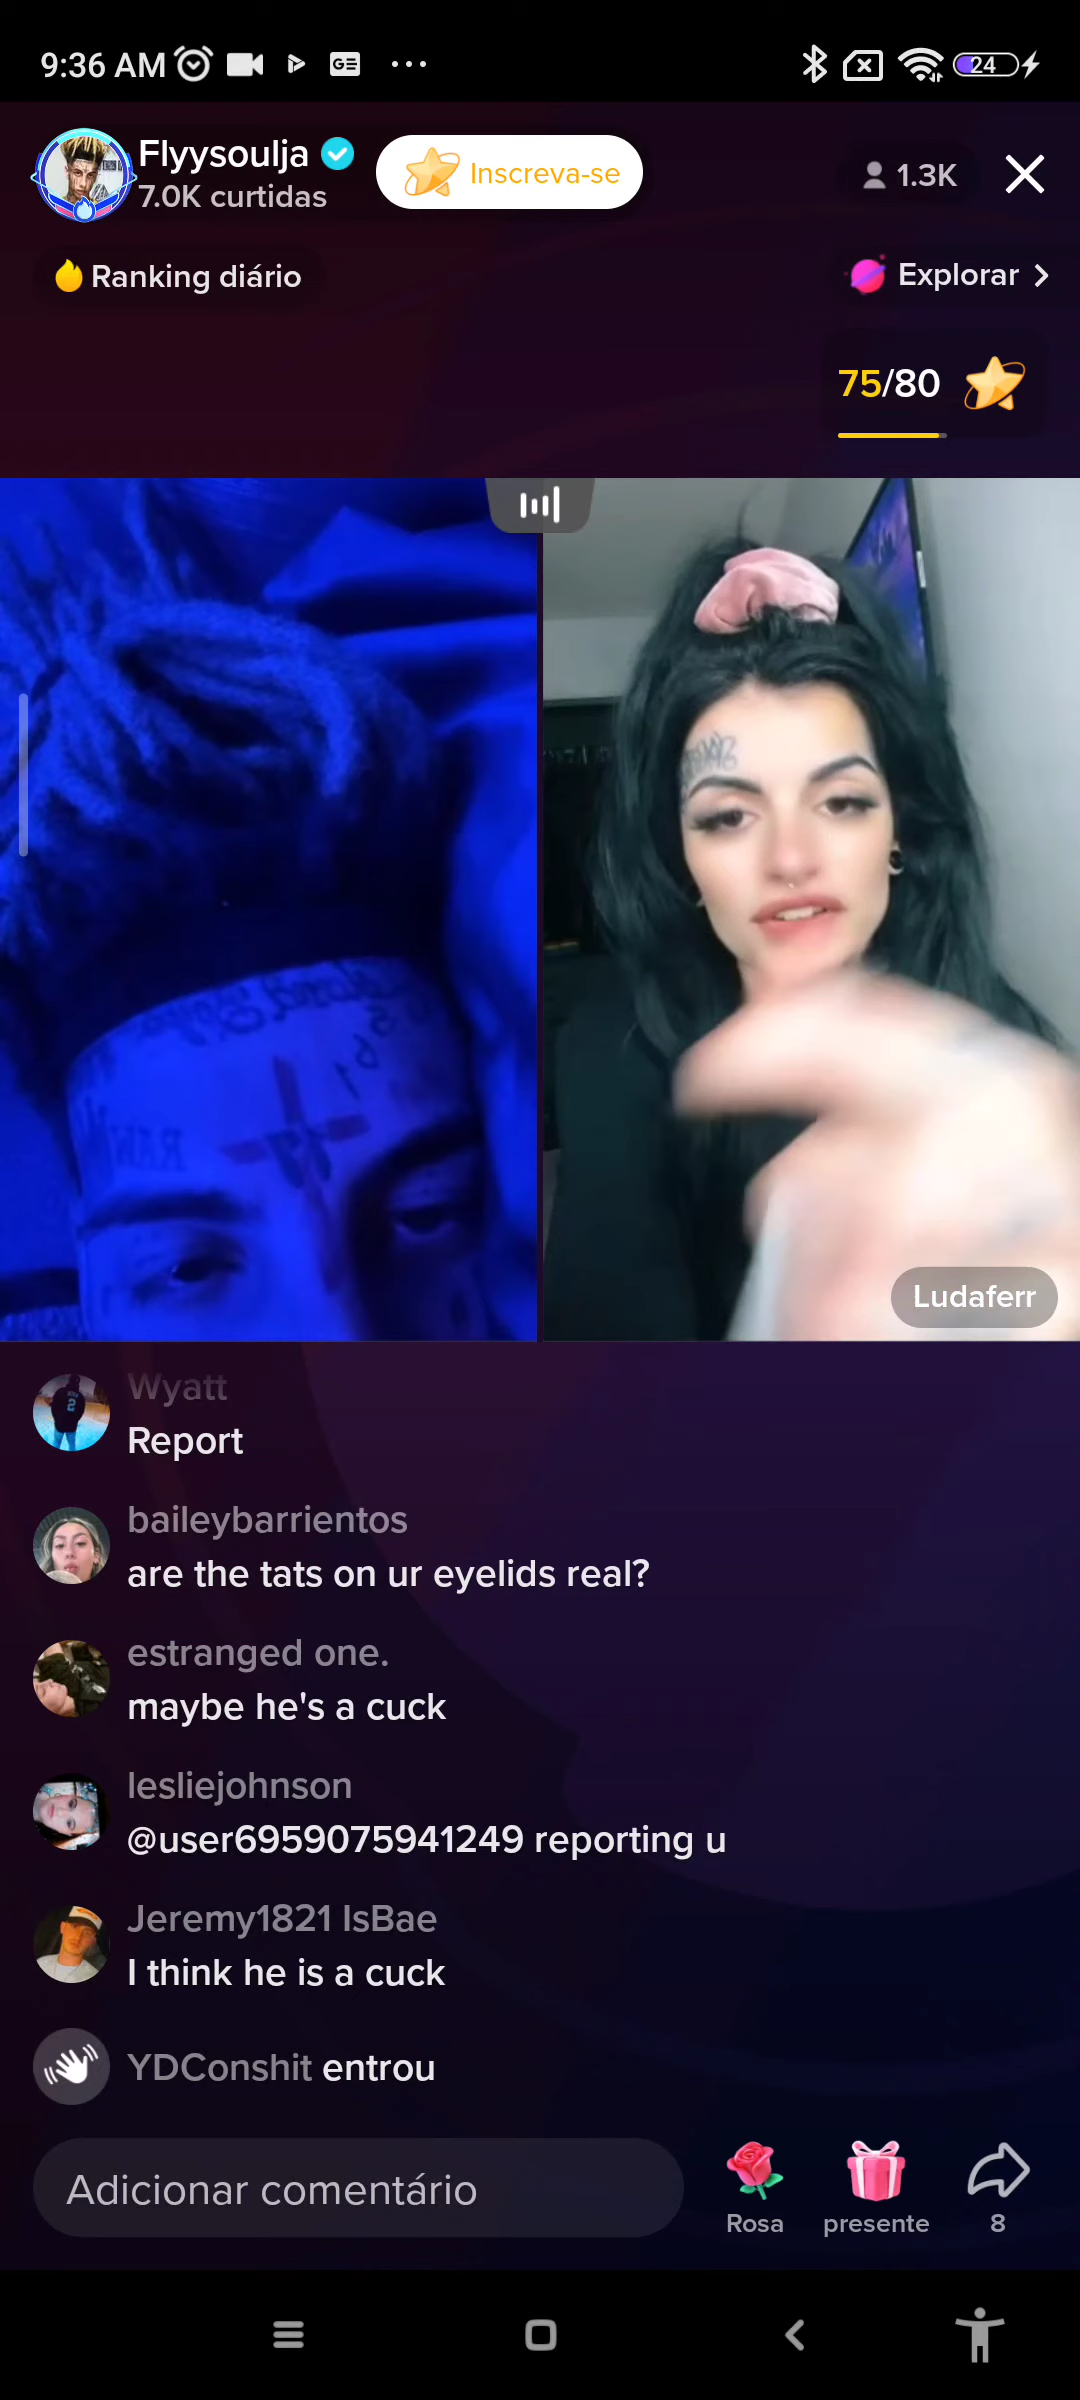 9:36 AM
24
Flyysoulja
7.0K curtidas
Inscreva-se
1.3K
Ranking diário
Explorar
75/80
RAW
Ludaferr
Wyatt
Report
baileybarrientos
are the tats on ur eyelids real?
estranged one.
maybe he's a cuck
lesliejohnson
@user6959075941249 reporting u
Jeremy1821 IsBae
I think he is a cuck
YDConshit entrou
Adicionar comentário
Rosa
presente
8